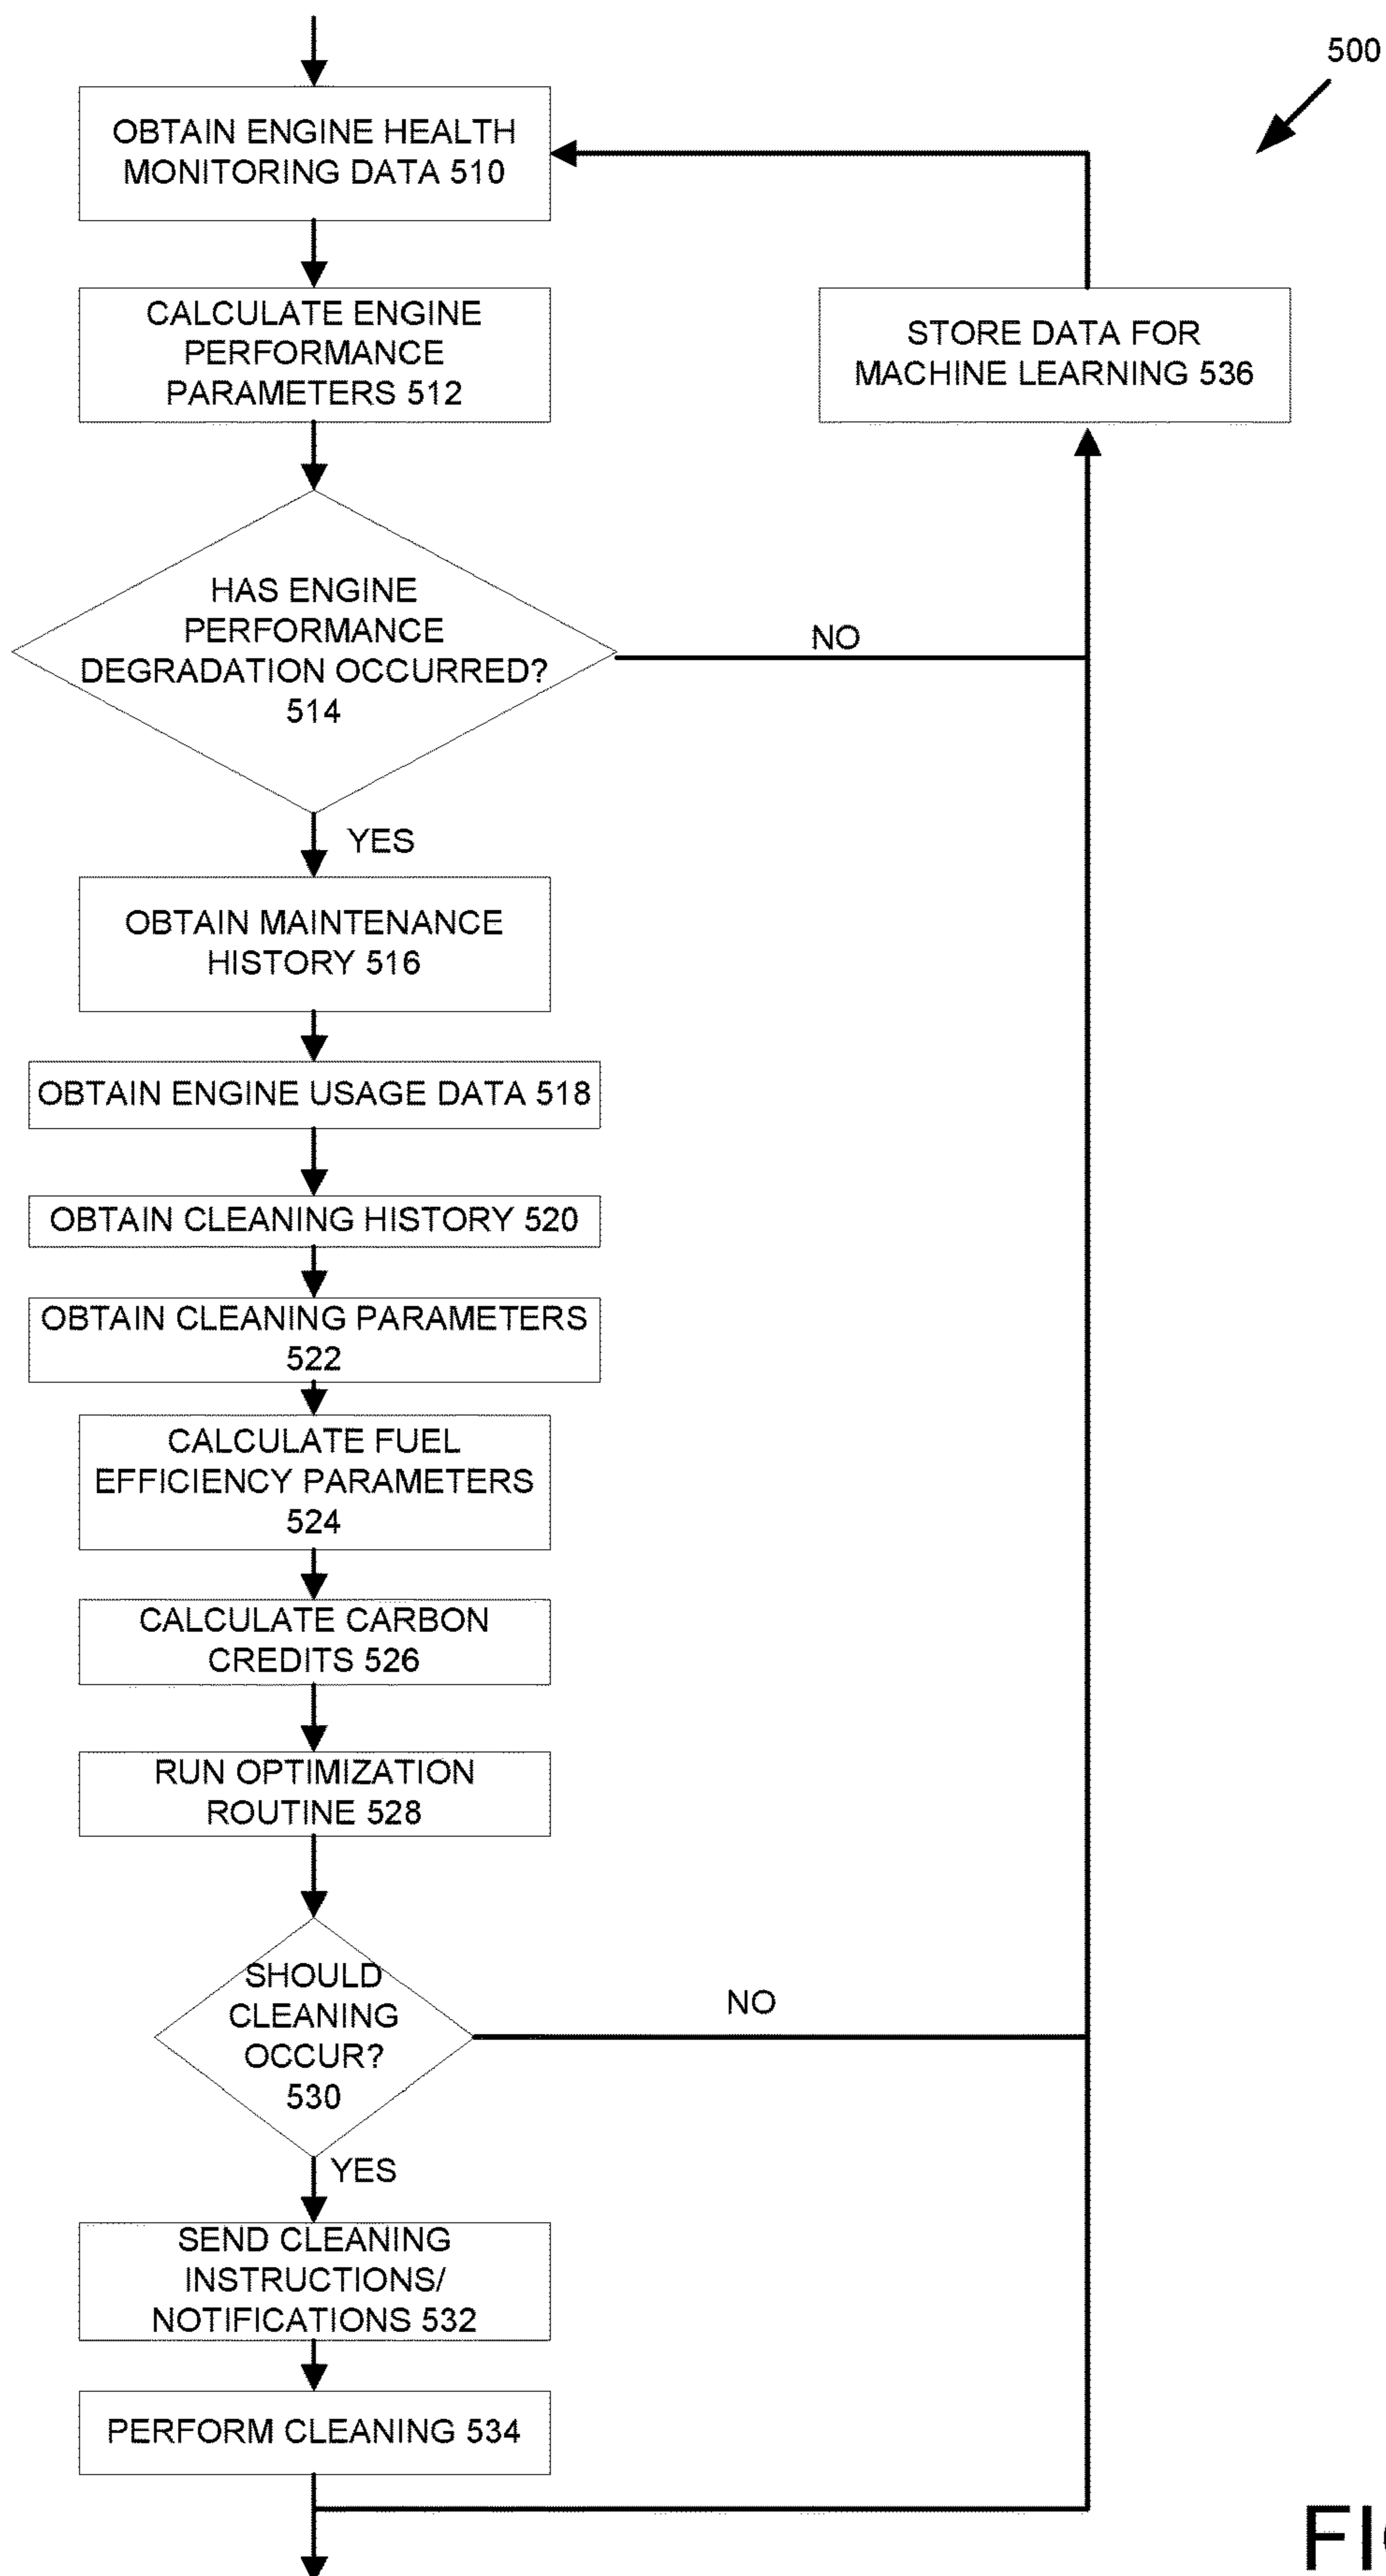 500
OBTAIN ENGINE HEALTH
MONITORING DATA 510
CALCULATE ENGINE
PERFORMANCE
PARAMETERS 512
STORE DATA FOR
MACHINE LEARNING 536
HAS ENGINE
PERFORMANCE
DEGRADATION OCCURRED?
514
NO
YES
OBTAIN MAINTENANCE
HISTORY 516
OBTAIN ENGINE USAGE DATA 518
OBTAIN CLEANING HISTORY 520
OBTAIN CLEANING PARAMETERS
522
CALCULATE FUEL
EFFICIENCY PARAMETERS
524
CALCULATE CARBON
CREDITS 526
RUN OPTIMIZATION
ROUTINE 528
SHOULD
CLEANING
OCCUR?
530
NO
YES
SEND CLEANING
INSTRUCTIONS/
NOTIFICATIONS 532
PERFORM CLEANING 534